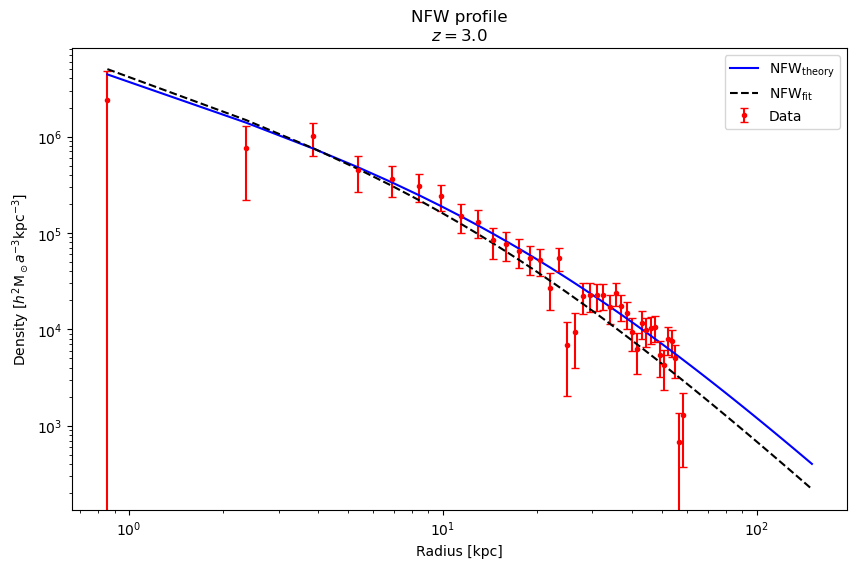 NFW profile
z = 3.0
NFW_theory
NFW_fit
Data
10^6
10^5
10^4
10^3
Density [h^2 M_⊙ a^{-3} kpc^{-3}]
10^0
10^1
10^2
Radius [kpc]